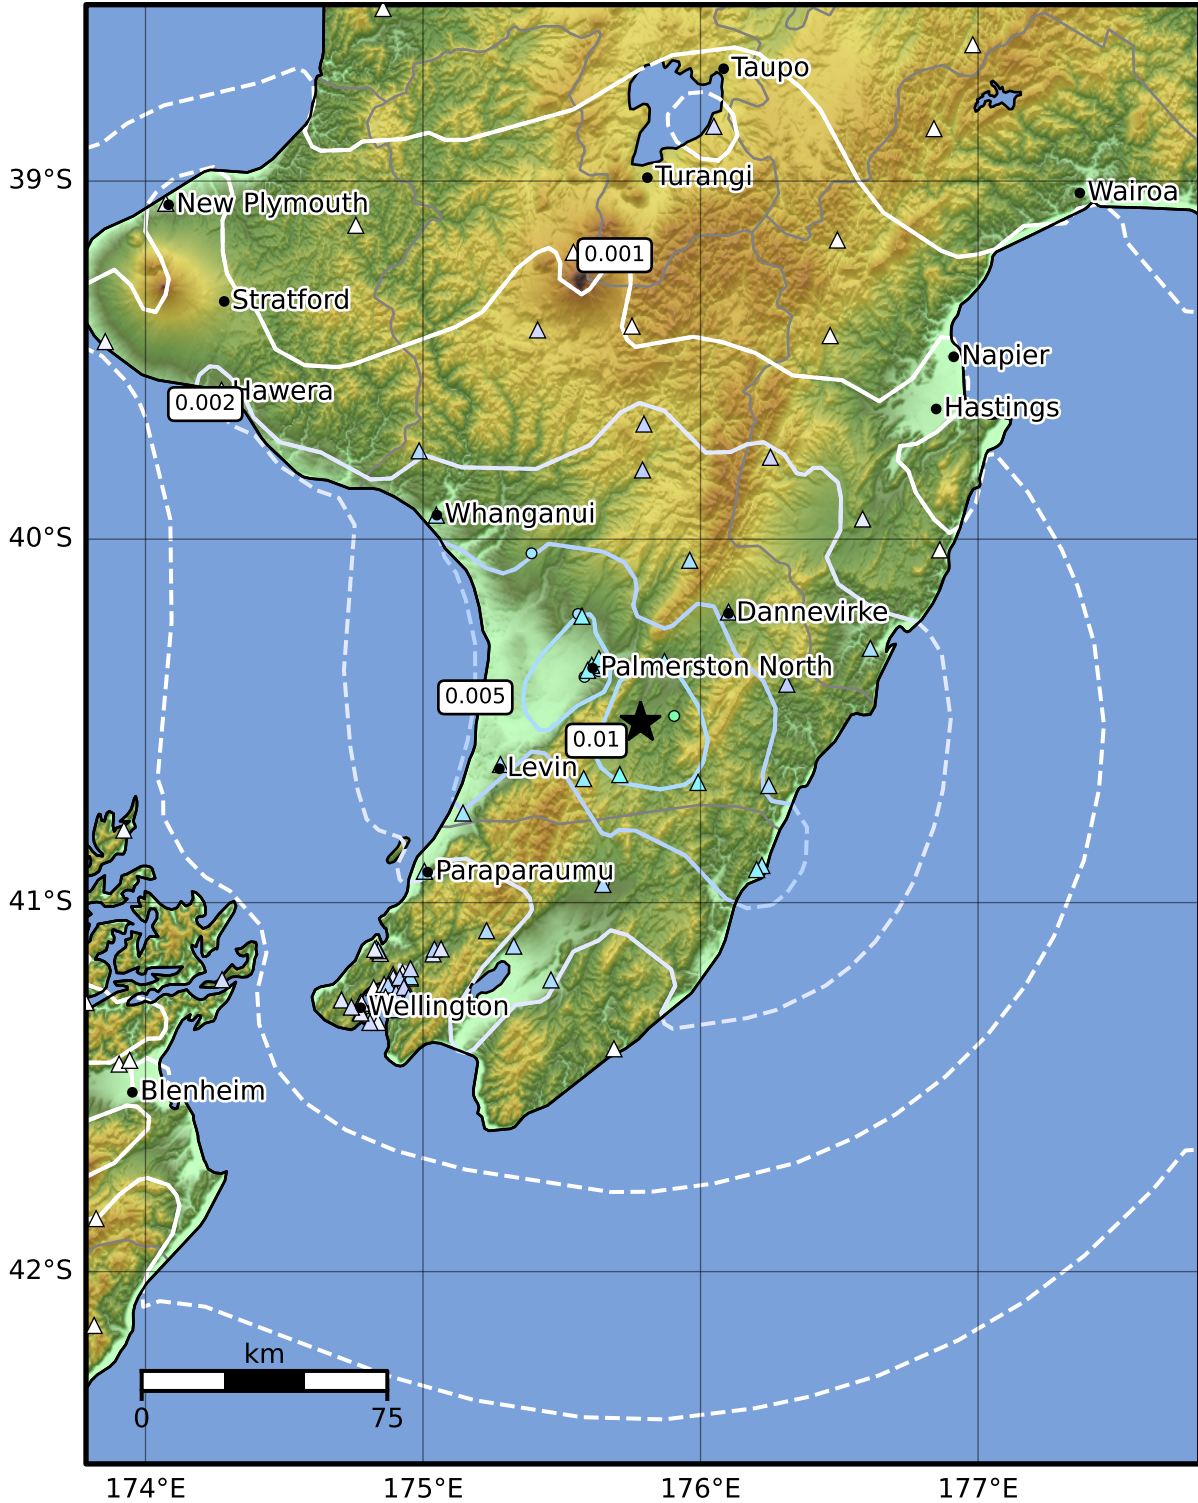 Taupo
Turangi
39°S
Wairoa
New Plymouth
0.001
Stratford
Napier
Hawera
0.002
Hastings
Whanganui
40°S
Dannevirke
Palmerston North
0.005
0.01
Levin
Paraparaumu
41°S
Wellington
Blenheim
42°S
km
0
75
174°E
175°E
176°E
177°E